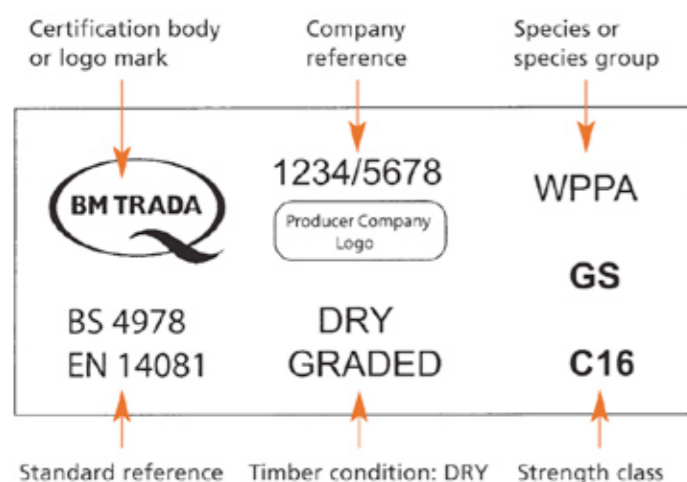 Certification body
or logo mark
Company
reference
Species or
species group
BM TRADA
1234/5678
Producer Company
Logo
WPPA
GS
BS 4978
EN 14081
DRY
GRADED
C16
Standard reference
Timber condition: DRY
Strength class